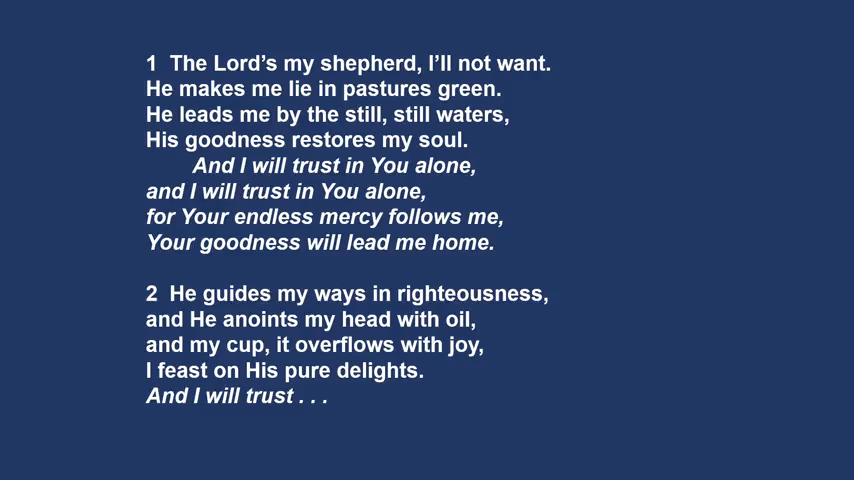 1 The Lord’s my shepherd, I’ll not want.
He makes me lie in pastures green.
He leads me by the still, still waters,
His goodness restores my soul.
And I will trust in You alone,
and I will trust in You alone,
for Your endless mercy follows me,
Your goodness will lead me home.
2 He guides my ways in righteousness,
and He anoints my head with oil,
and my cup, it overflows with joy,
I feast on His pure delights.
And I will trust . . .